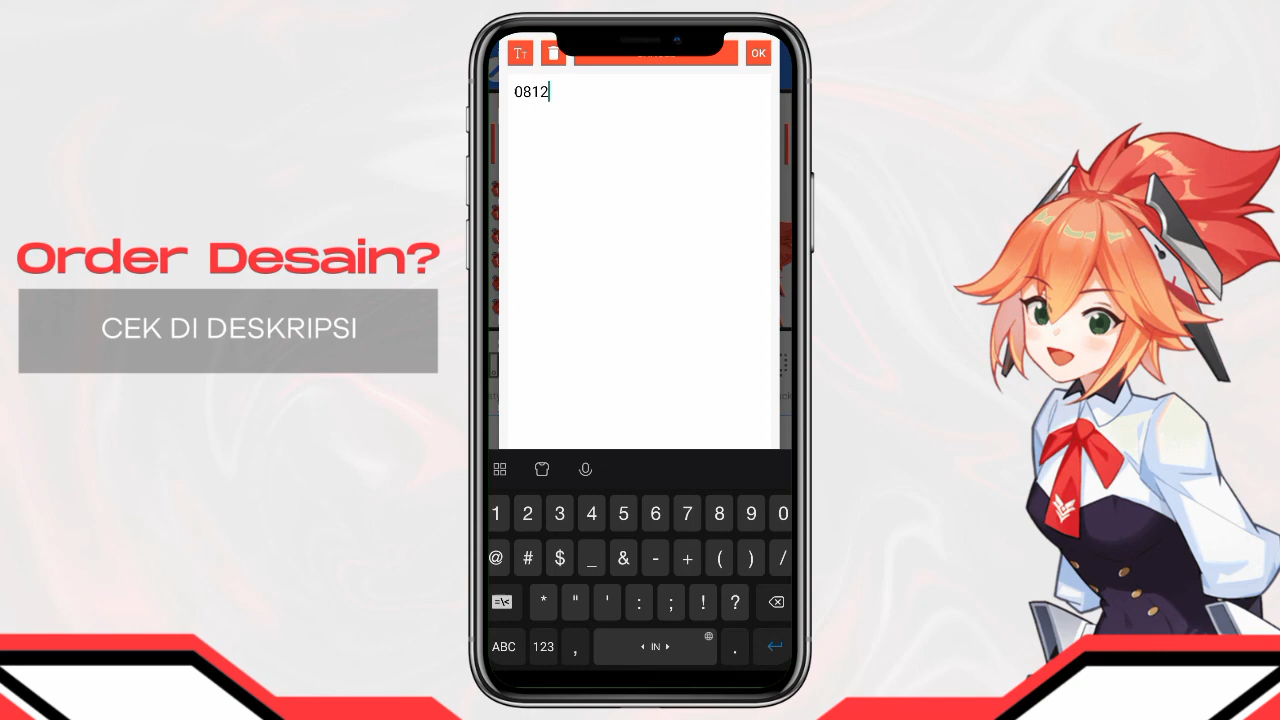 Order Desain?
CEK DI DESKRIPSI
TT
OK
0812
1 2 3 4 5 6 7 8 9 0
@ # $ _ & - + ( ) /
=\< * " ' : ; ! ?
ABC 123 , IN .